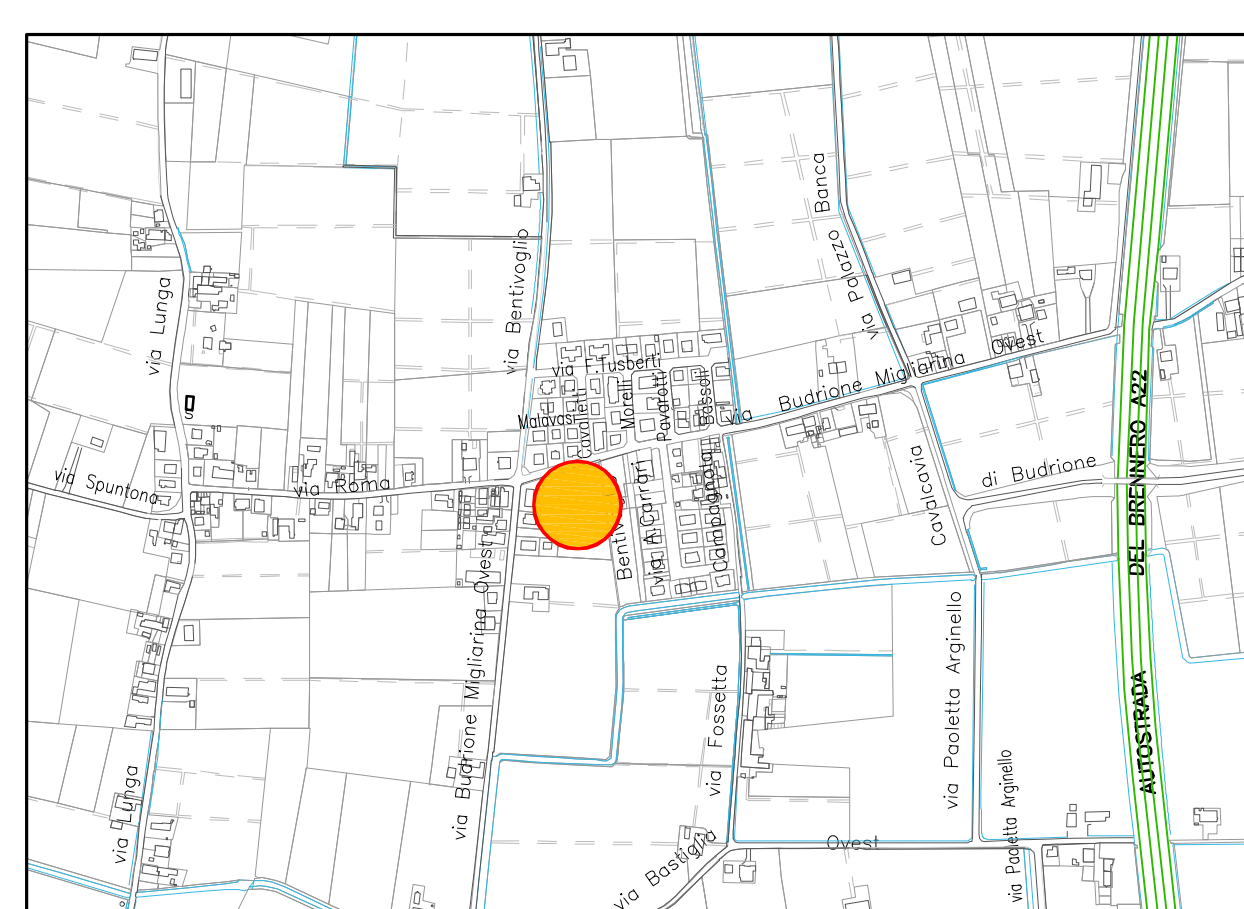 via Banca
Palazzo
via Lunga
via Bentivoglio
via F.Tusberti
Ovest
via Budrione Migliarina
Malavasi
Cavalletti
Morelli
Pavarotti
Bassoli
S
via Spuntona
via Roma
via A.Carrari
Campagnola
Cavalcavia
di Budrione
AUTOSTRADA DEL BRENNERO A22
via Budrione Migliarina Ovest
via Fossetta
via Paoletta Arginello
via Paoletta Arginello
via Lunga
via Bastiglia
Ovest